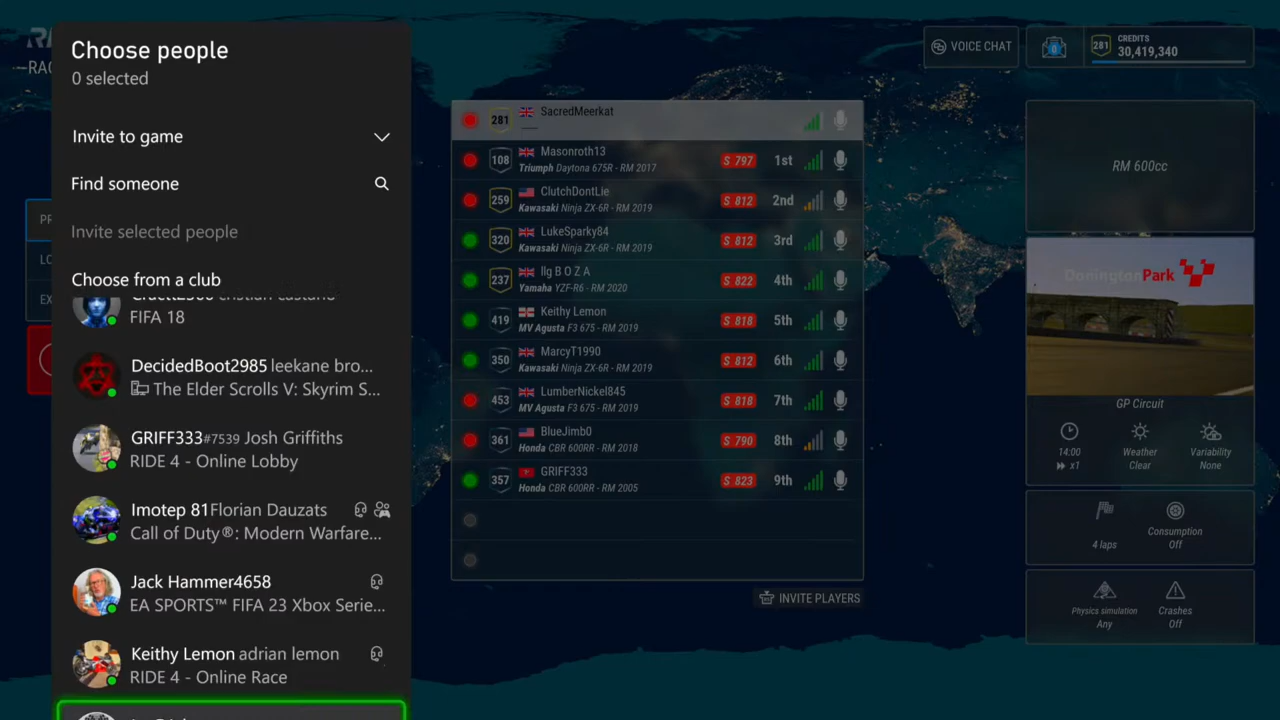 Choose people
0 selected
Invite to game
Find someone
Invite selected people
Choose from a club
FIFA 18
DecidedBoot2985 leekane bro...
The Elder Scrolls V: Skyrim S...
GRIFF333#7539 Josh Griffiths
RIDE 4 - Online Lobby
Imotep 81Florian Dauzats
Call of Duty®: Modern Warfare...
Jack Hammer4658
EA SPORTS™ FIFA 23 Xbox Serie...
Keithy Lemon adrian lemon
RIDE 4 - Online Race
VOICE CHAT
0
281
CREDITS
30,419,340
281 SacredMeerkat
108 Masonroth13
Triumph Daytona 675R - RM 2017
S 797 1st
259 ClutchDontLie
Kawasaki Ninja ZX-6R - RM 2019
S 812 2nd
320 LukeSparky84
Kawasaki Ninja ZX-6R - RM 2019
S 812 3rd
237 llg B O Z A
Yamaha YZF-R6 - RM 2020
S 822 4th
419 Keithy Lemon
MV Agusta F3 675 - RM 2019
S 818 5th
350 MarcyT1990
Kawasaki Ninja ZX-6R - RM 2019
S 812 6th
453 LumberNickel845
MV Agusta F3 675 - RM 2019
S 818 7th
361 BlueJimb0
Honda CBR 600RR - RM 2018
S 790 8th
357 GRIFF333
Honda CBR 600RR - RM 2005
S 823 9th
INVITE PLAYERS
RM 600cc
Donington Park
GP Circuit
14.00
x1
Weather
Clear
Variability
None
4 laps
Consumption
Off
Physics simulation
Any
Crashes
Off